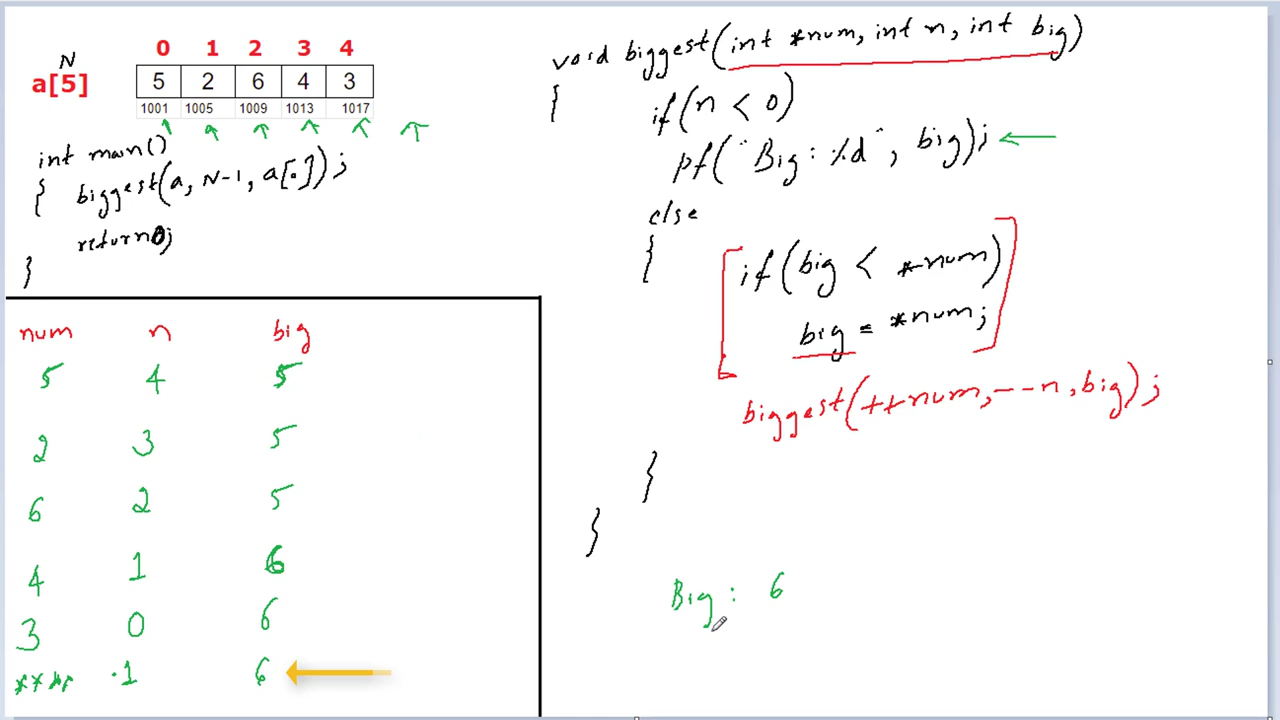 N
0 1 2 3 4
a[5] 5 2 6 4 3
1001 1005 1009 1013 1017
int main()
{ biggest(a, N-1, a[0]);
return 0;
}
num n big
5 4 5
2 3 5
6 2 5
4 1 6
3 0 6
**** -1 6
void biggest(int *num, int n, int big)
{
if(n < 0)
pf("Big: %d", big);
else
{
if(big < *num)
big = *num;
biggest(++num, --n, big);
}
}
Big: 6